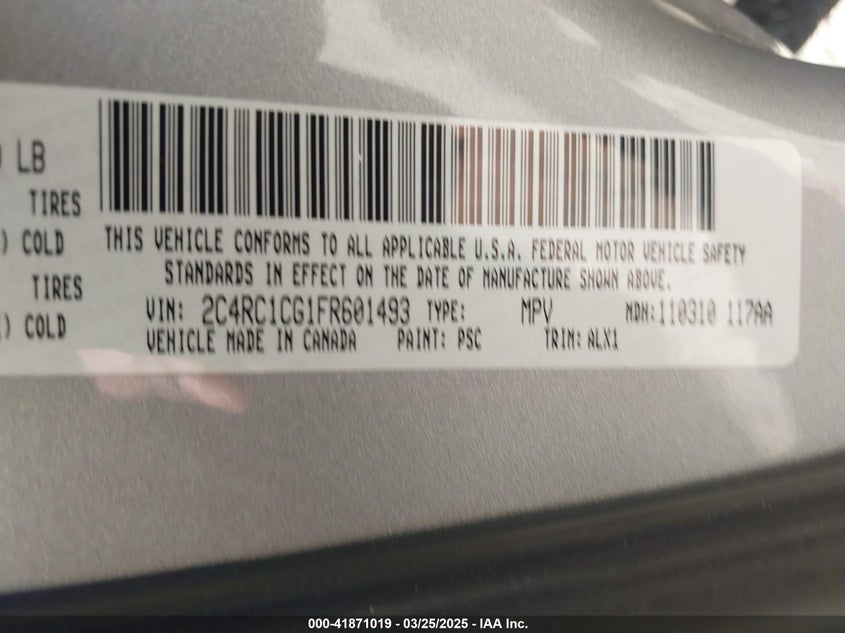 LB
TIRES
) COLD
TIRES
) COLD
THIS VEHICLE CONFORMS TO ALL APPLICABLE U.S.A. FEDERAL MOTOR VEHICLE SAFETY
STANDARDS IN EFFECT ON THE DATE OF MANUFACTURE SHOWN ABOVE.
VIN: 2C4RC1CG1FR601493 TYPE: MPV MDH:110310 117AA
VEHICLE MADE IN CANADA PAINT: PSC TRIM: ALX1
000-41871019 / 03/25/2025 - IAA Inc.